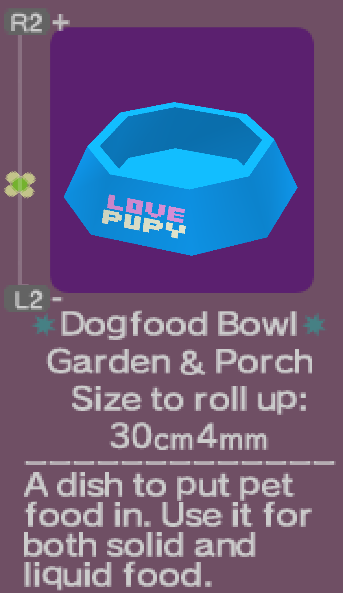 R2 +
LOVE
PUPY
L2 -
Dogfood Bowl
Garden & Porch
Size to roll up:
30cm4mm
A dish to put pet
food in. Use it for
both solid and
liquid food.